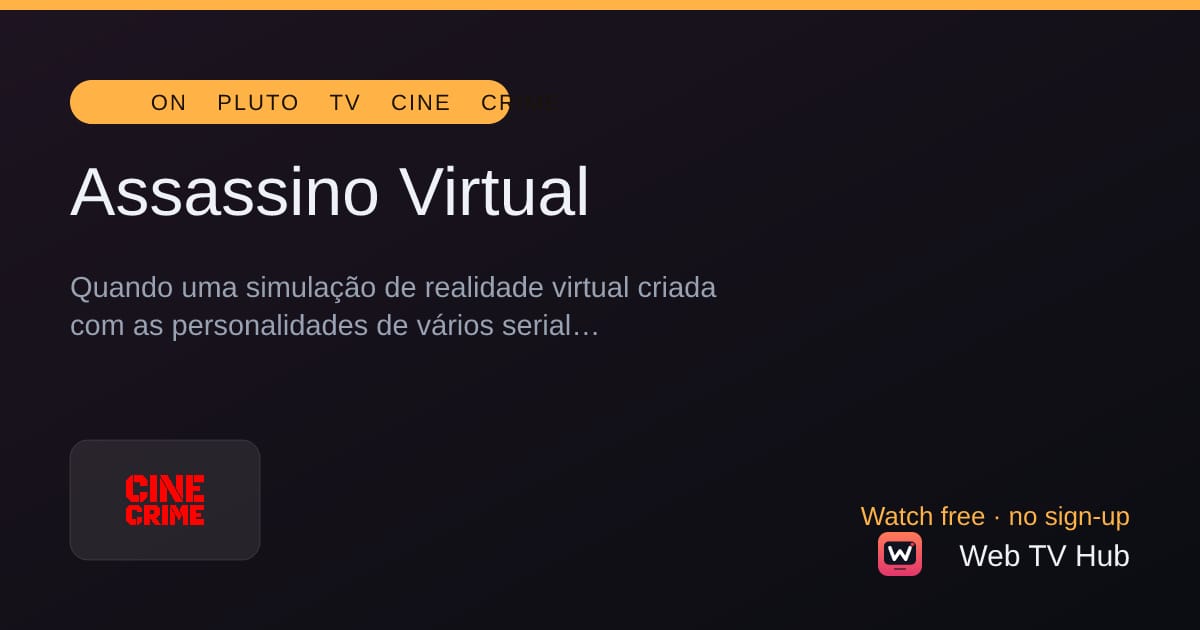 ON PLUTO TV CINE CRIME
Assassino Virtual
Quando uma simulação de realidade virtual criada
com as personalidades de vários serial…
CINE
CRIME
Watch free · no sign-up
W
Web TV Hub